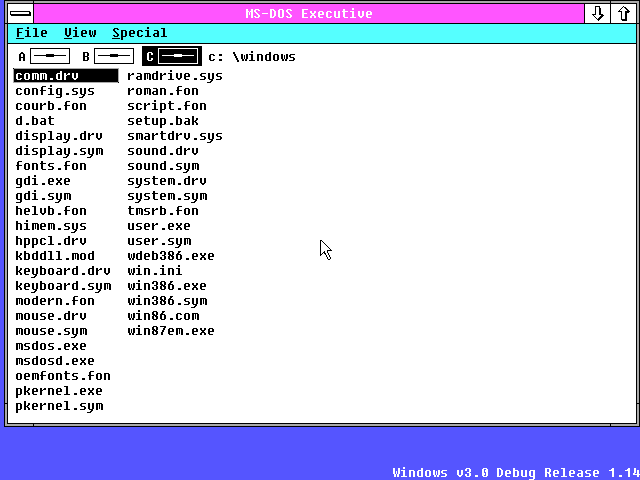 MS-DOS Executive
File View Special
A B C c: \windows
comm.drv ramdrive.sys
config.sys roman.fon
courb.fon script.fon
d.bat setup.bak
display.drv smartdrv.sys
display.sym sound.drv
fonts.fon sound.sym
gdi.exe system.drv
gdi.sym system.sym
helvb.fon tmsrb.fon
himem.sys user.exe
hppcl.drv user.sym
kbddll.mod wdeb386.exe
keyboard.drv win.ini
keyboard.sym win386.exe
modern.fon win386.sym
mouse.drv win86.com
mouse.sym win87em.exe
msdos.exe
msdosd.exe
oemfonts.fon
pkernel.exe
pkernel.sym
Windows v3.0 Debug Release 1.14